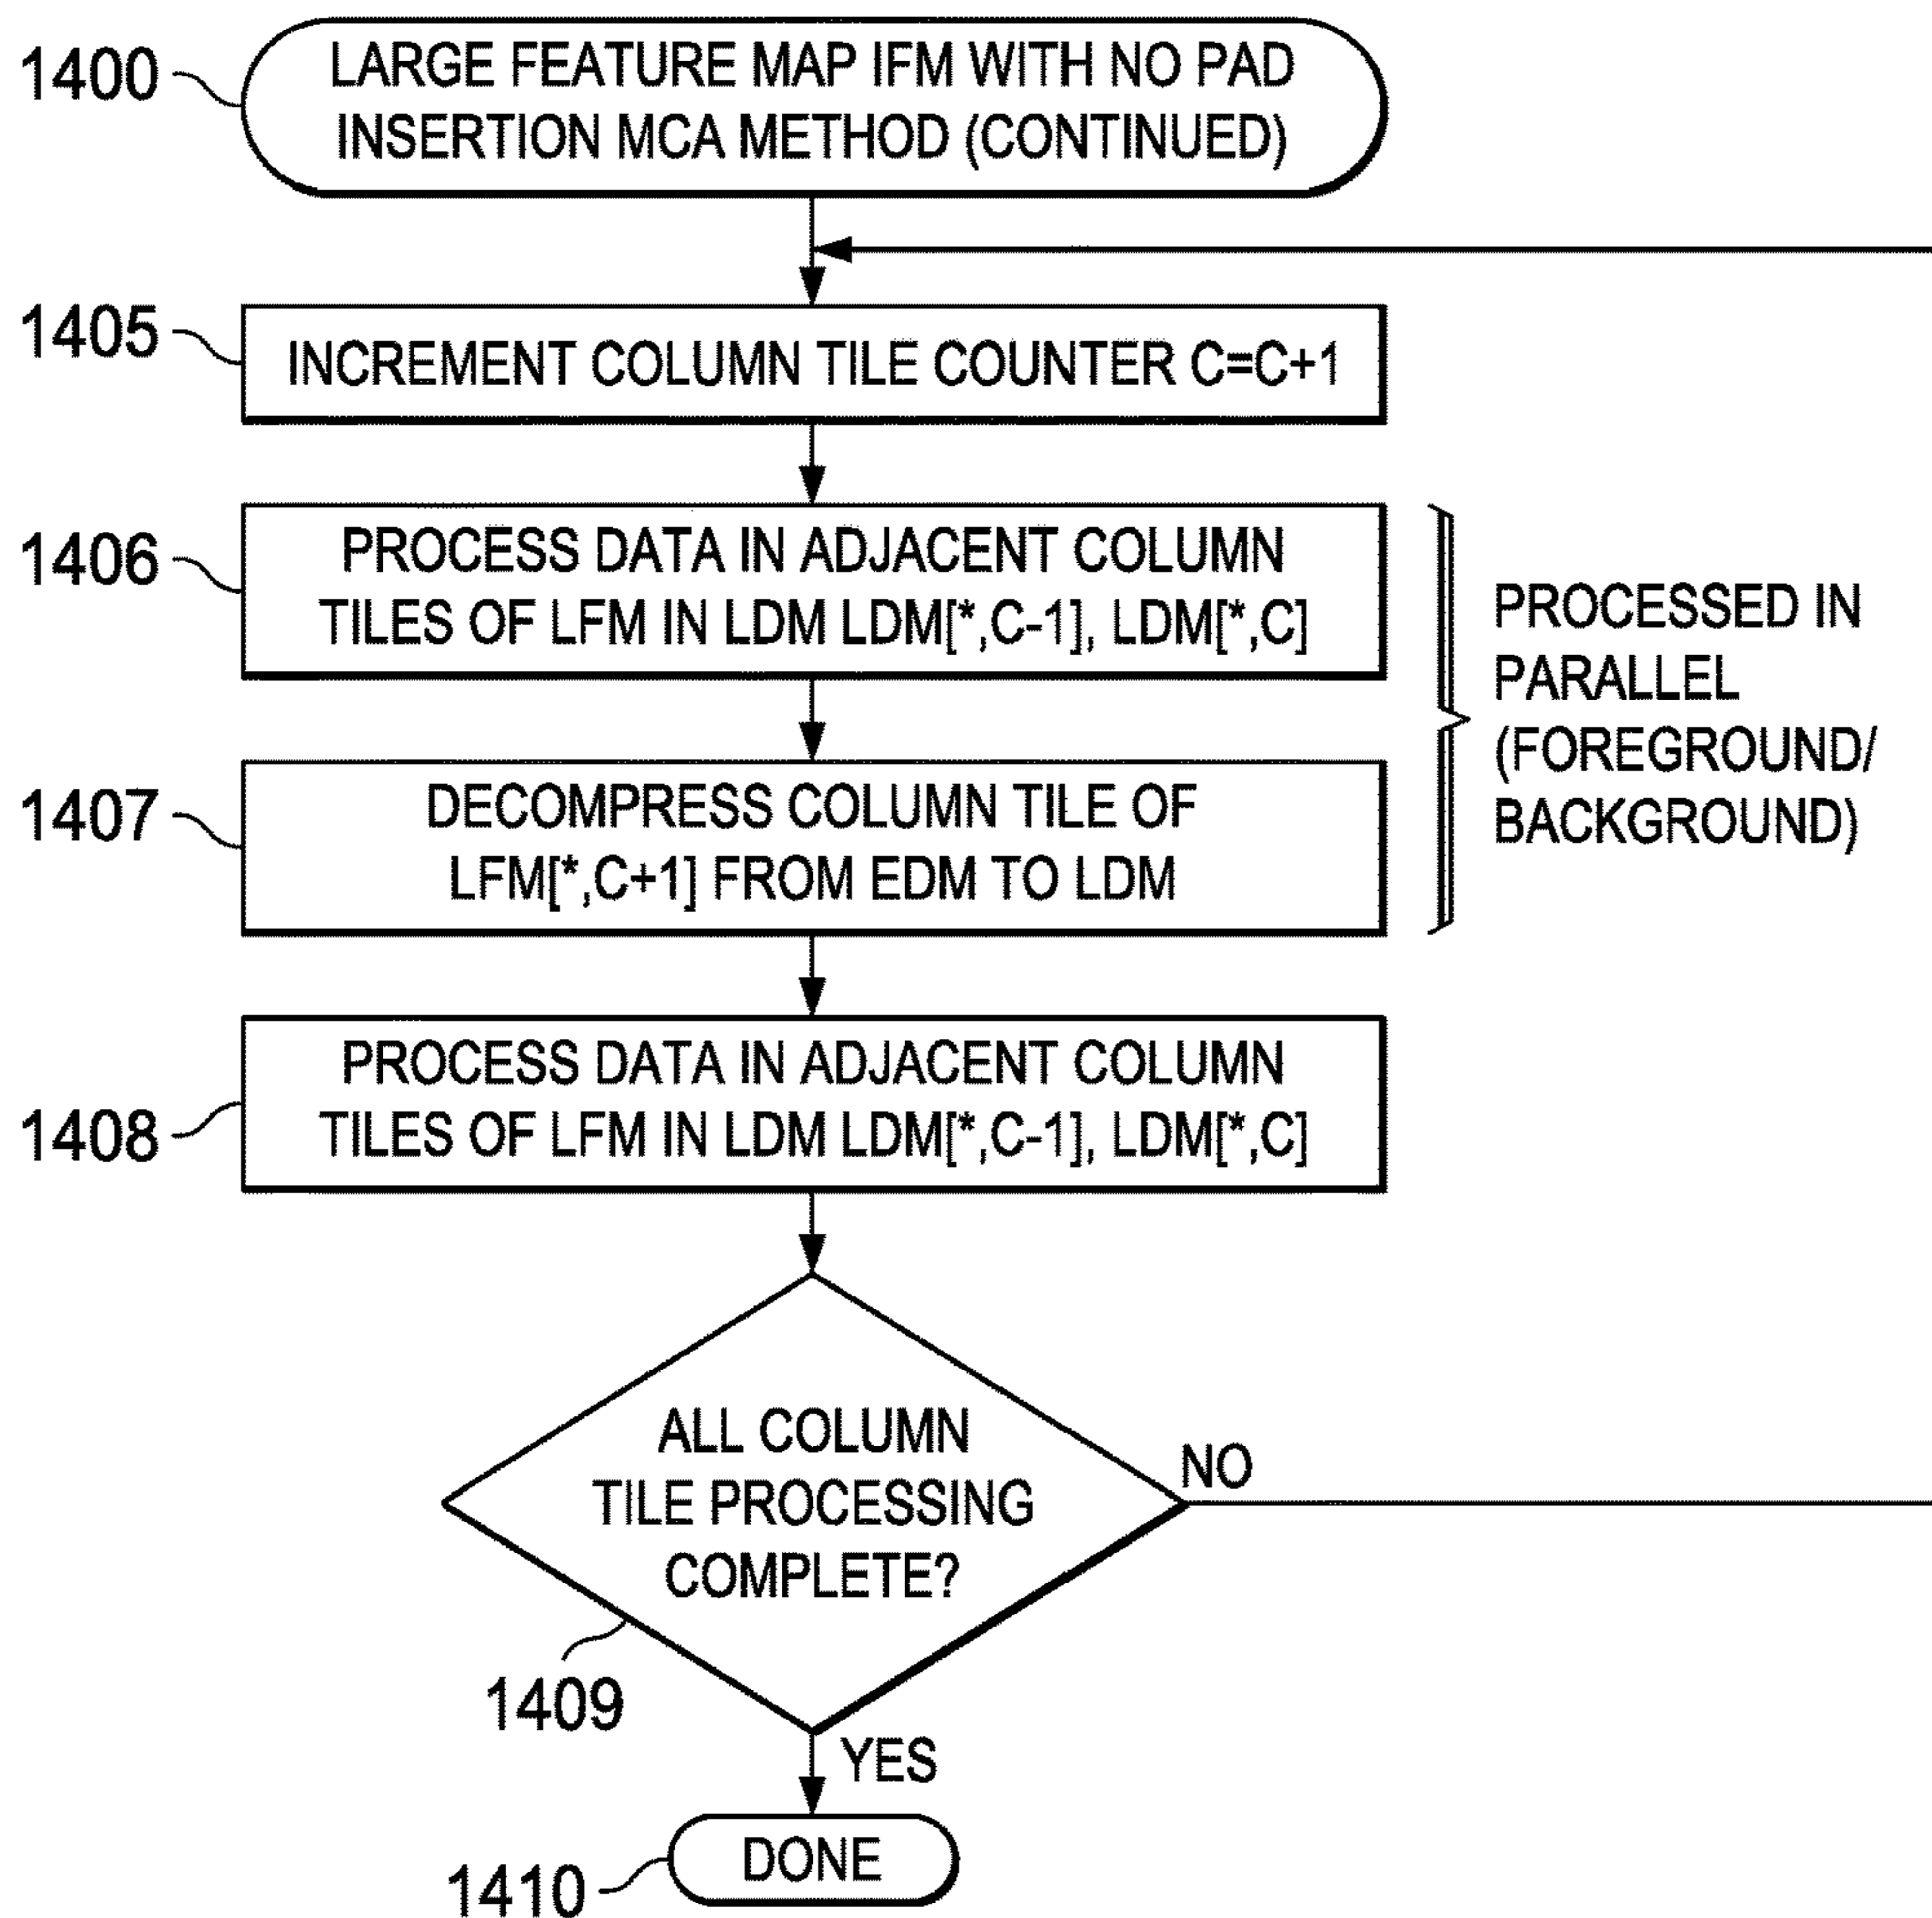 1400
LARGE FEATURE MAP IFM WITH NO PAD
INSERTION MCA METHOD (CONTINUED)
1405
INCREMENT COLUMN TILE COUNTER C=C+1
1406
PROCESS DATA IN ADJACENT COLUMN
TILES OF LFM IN LDM LDM[*,C-1], LDM[*,C]
PROCESSED IN
PARALLEL
(FOREGROUND/
BACKGROUND)
1407
DECOMPRESS COLUMN TILE OF
LFM[*,C+1] FROM EDM TO LDM
1408
PROCESS DATA IN ADJACENT COLUMN
TILES OF LFM IN LDM LDM[*,C-1], LDM[*,C]
ALL COLUMN
TILE PROCESSING
COMPLETE?
NO
1409
YES
DONE
1410